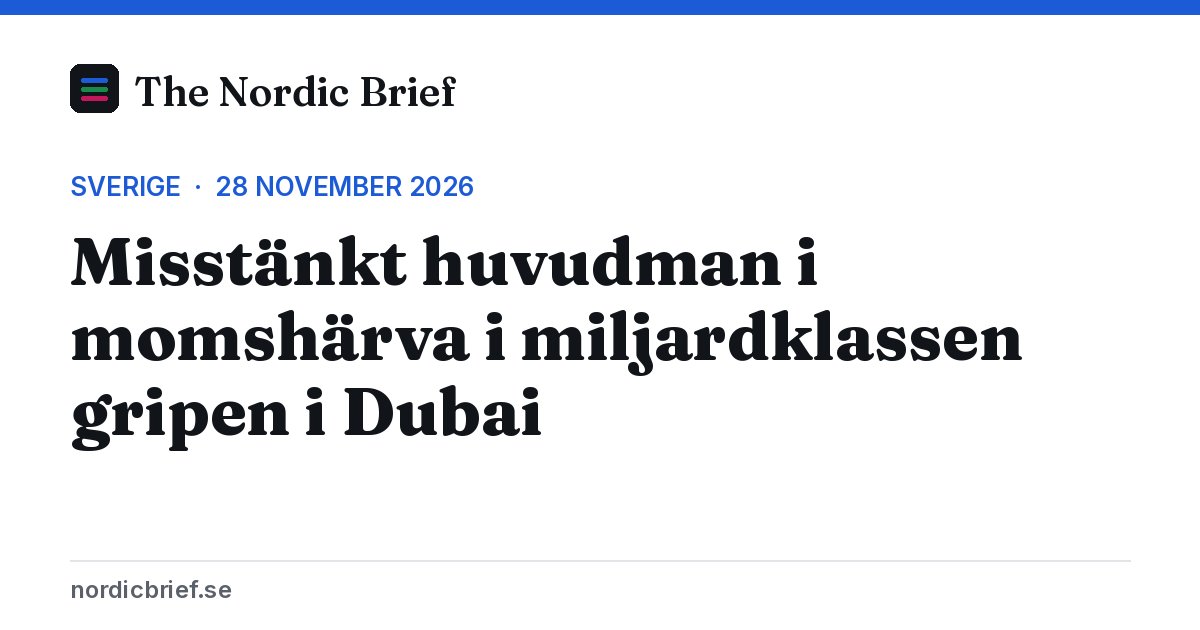 The Nordic Brief
SVERIGE · 28 NOVEMBER 2026
Misstänkt huvudman i
momshärva i miljardklassen
gripen i Dubai
nordicbrief.se